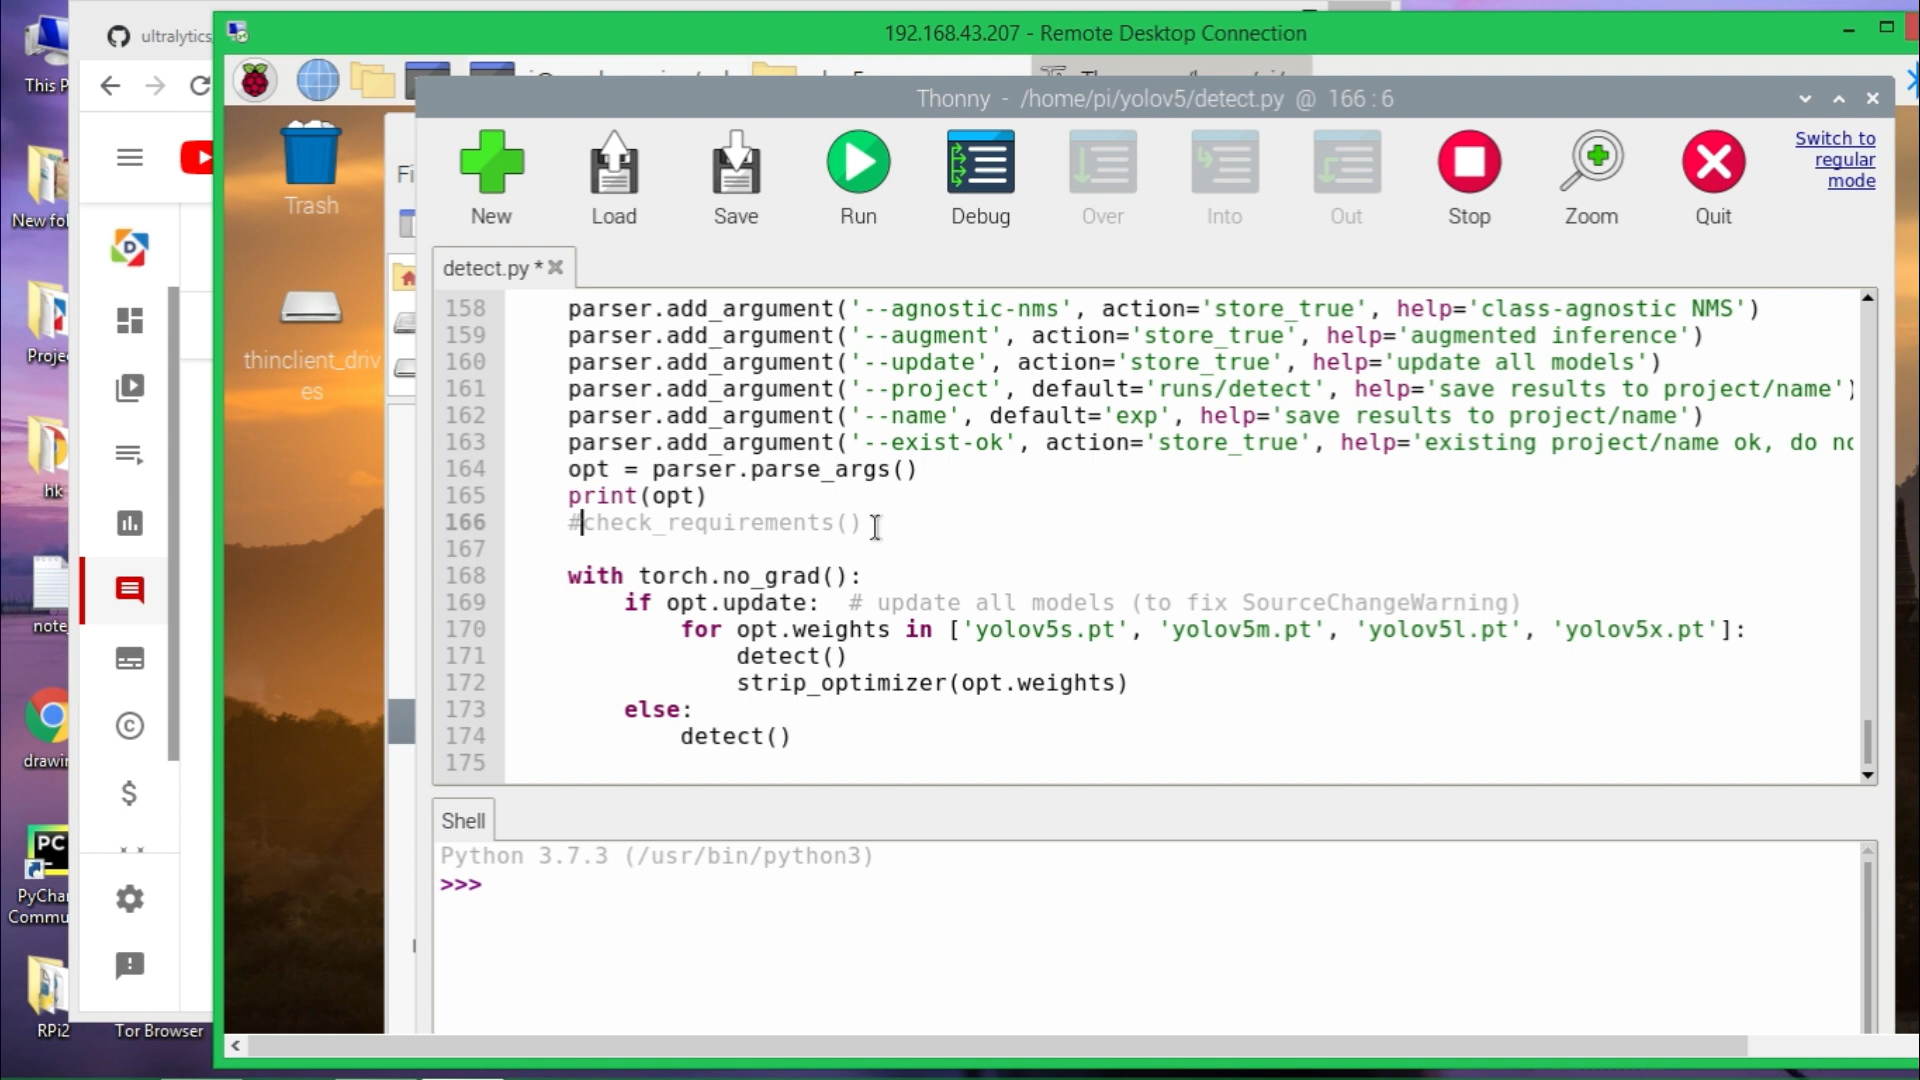 ultralytics
192.168.43.207 - Remote Desktop Connection
This P
Thonny - /home/pi/yolov5/detect.py @ 166 : 6
Fi
New
Load
Save
Run
Debug
Over
Into
Out
Stop
Zoom
Quit
Switch to
regular
mode
Trash
New fol
detect.py *
158 parser.add_argument('--agnostic-nms', action='store_true', help='class-agnostic NMS')
159 parser.add_argument('--augment', action='store_true', help='augmented inference')
160 parser.add_argument('--update', action='store_true', help='update all models')
161 parser.add_argument('--project', default='runs/detect', help='save results to project/name')
162 parser.add_argument('--name', default='exp', help='save results to project/name')
163 parser.add_argument('--exist-ok', action='store_true', help='existing project/name ok, do no
164 opt = parser.parse_args()
165 print(opt)
166 #check_requirements()
167
168 with torch.no_grad():
169 if opt.update: # update all models (to fix SourceChangeWarning)
170 for opt.weights in ['yolov5s.pt', 'yolov5m.pt', 'yolov5l.pt', 'yolov5x.pt']:
171 detect()
172 strip_optimizer(opt.weights)
173 else:
174 detect()
175
thinclient_driv
es
Projec
hk
note
drawin
Shell
Python 3.7.3 (/usr/bin/python3)
>>>
PC
PyChar
Commu
RPi2
Tor Browser